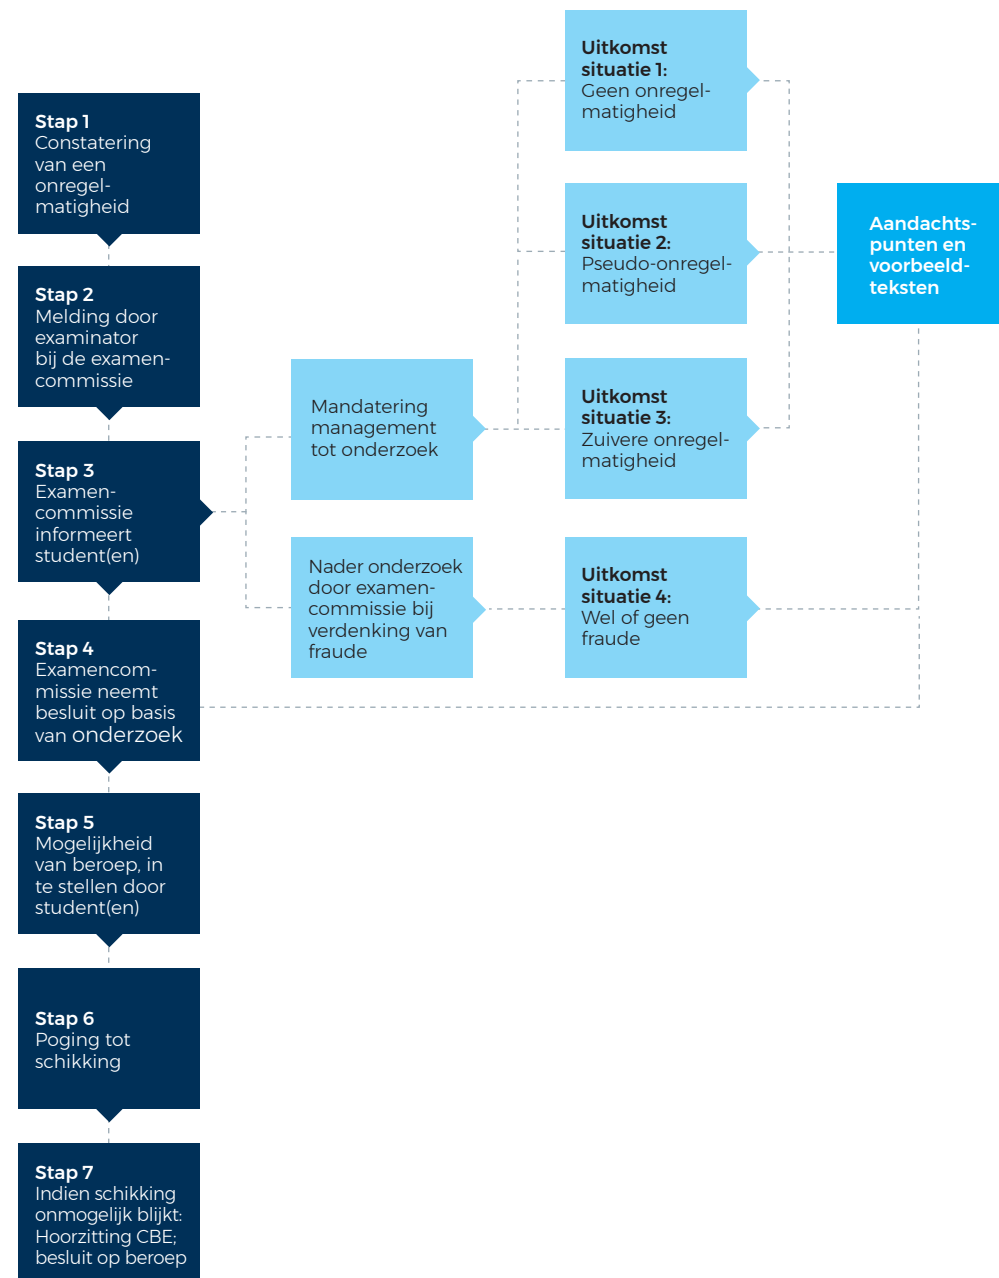 Stap 1
Constatering
van een
onregel-
matigheid
Stap 2
Melding door
examinator
bij de examen-
commissie
Stap 3
Examen-
commissie
informeert
student(en)
Stap 4
Examencom-
missie neemt
besluit op basis
van onderzoek
Stap 5
Mogelijkheid
van beroep, in
te stellen door
student(en)
Stap 6
Poging tot
schikking
Stap 7
Indien schikking
onmogelijk blijkt:
Hoorzitting CBE;
besluit op beroep
Mandatering
management
tot onderzoek
Nader onderzoek
door examen-
commissie bij
verdenking van
fraude
Uitkomst
situatie 1:
Geen onregel-
matigheid
Uitkomst
situatie 2:
Pseudo-onregel-
matigheid
Uitkomst
situatie 3:
Zuivere onregel-
matigheid
Uitkomst
situatie 4:
Wel of geen
fraude
Aandachts-
punten en
voorbeeld-
teksten